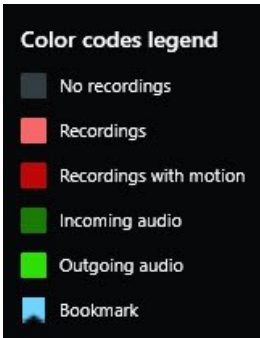 Color codes legend
No recordings
Recordings
Recordings with motion
Incoming audio
Outgoing audio
Bookmark